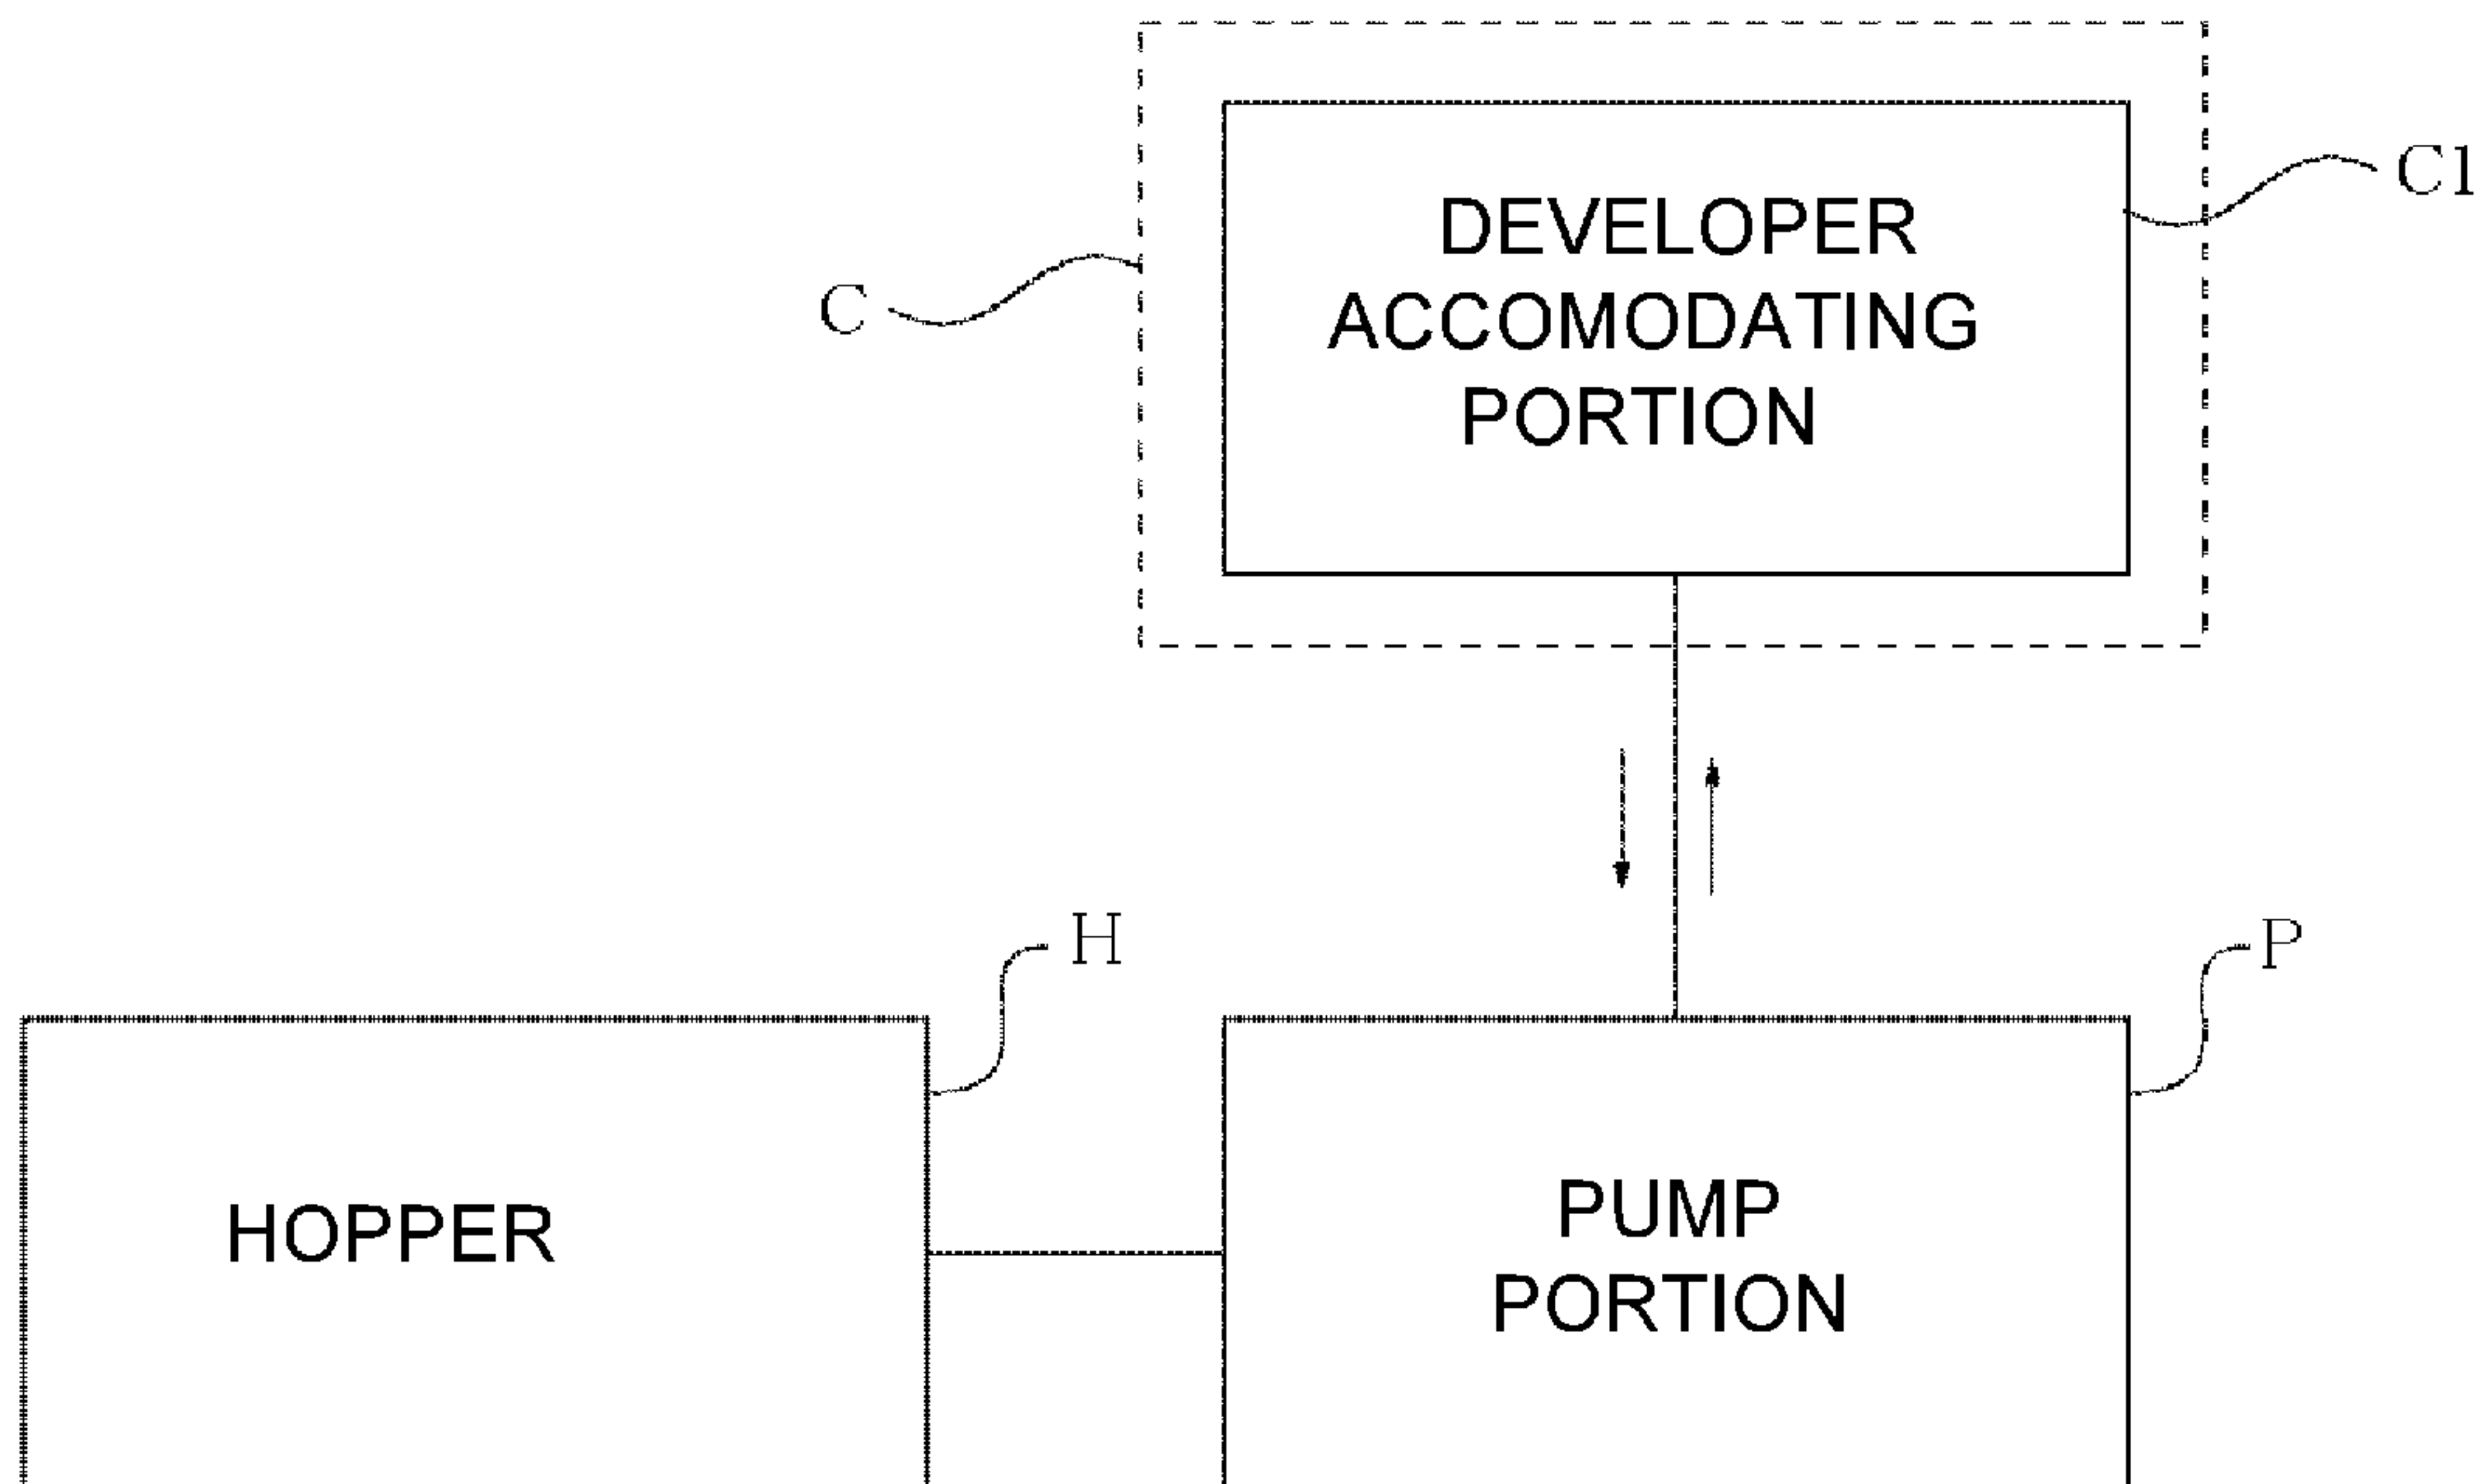 C1
DEVELOPER
ACCOMODATING
PORTION
C
H
P
HOPPER
PUMP
PORTION